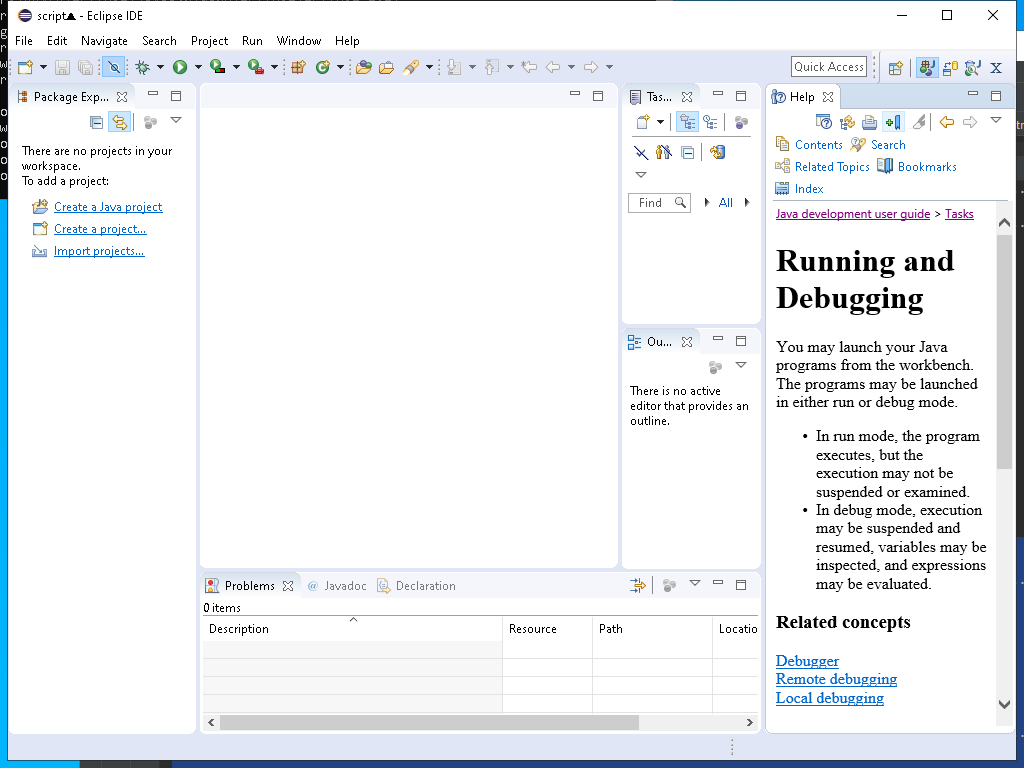 script▲ - Eclipse IDE
File Edit Navigate Search Project Run Window Help
Quick Access
Package Exp...
There are no projects in your
workspace.
To add a project:
Create a Java project
Create a project...
Import projects...
Tas...
Find
All
Ou...
There is no active
editor that provides an
outline.
Problems @ Javadoc Declaration
0 items
Description Resource Path Locatio
Help
Contents Search
Related Topics Bookmarks
Index
Java development user guide > Tasks
Running and
Debugging
You may launch your Java
programs from the workbench.
The programs may be launched
in either run or debug mode.
• In run mode, the program
executes, but the
execution may not be
suspended or examined.
• In debug mode, execution
may be suspended and
resumed, variables may be
inspected, and expressions
may be evaluated.
Related concepts
Debugger
Remote debugging
Local debugging